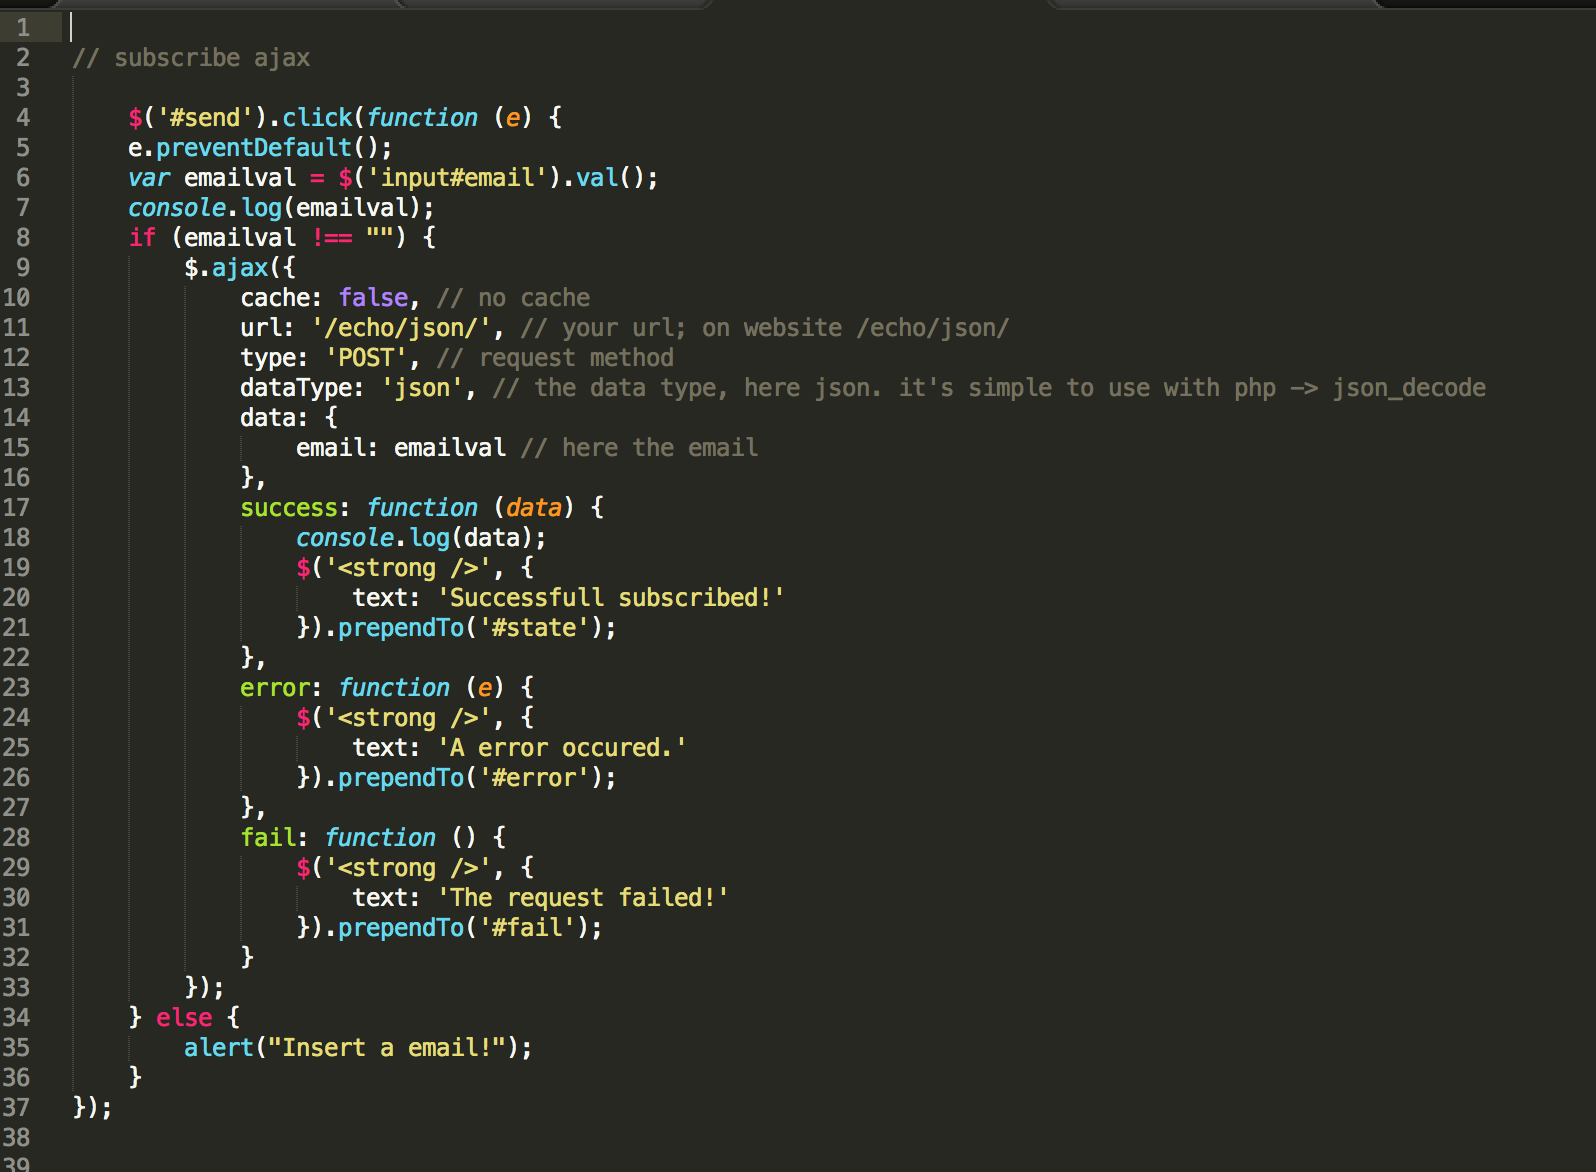 1
2 // subscribe ajax
3
4 $('#send').click(function (e) {
5 e.preventDefault();
6 var emailval = $('input#email').val();
7 console.log(emailval);
8 if (emailval !== "") {
9 $.ajax({
10 cache: false, // no cache
11 url: '/echo/json/', // your url; on website /echo/json/
12 type: 'POST', // request method
13 dataType: 'json', // the data type, here json. it's simple to use with php -> json_decode
14 data: {
15 email: emailval // here the email
16 },
17 success: function (data) {
18 console.log(data);
19 $('<strong />', {
20 text: 'Successfull subscribed!'
21 }).prependTo('#state');
22 },
23 error: function (e) {
24 $('<strong />', {
25 text: 'A error occured.'
26 }).prependTo('#error');
27 },
28 fail: function () {
29 $('<strong />', {
30 text: 'The request failed!'
31 }).prependTo('#fail');
32 }
33 });
34 } else {
35 alert("Insert a email!");
36 }
37 });
38
39